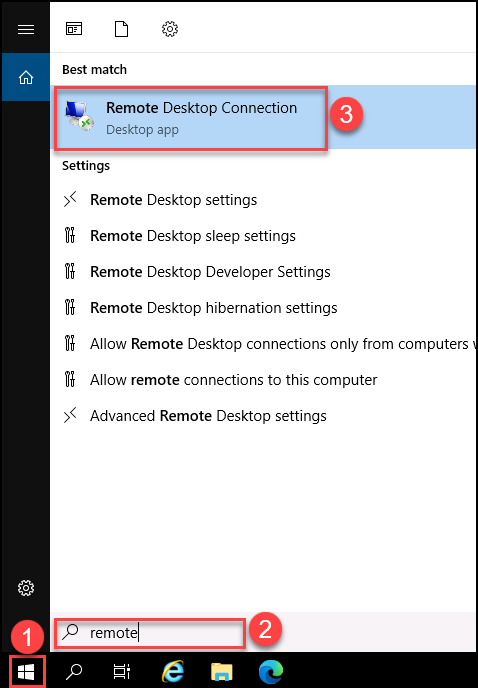 Best match
Remote Desktop Connection
Desktop app
3
Settings
Remote Desktop settings
Remote Desktop sleep settings
Remote Desktop Developer Settings
Remote Desktop hibernation settings
Allow Remote Desktop connections only from computers w
Allow remote connections to this computer
Advanced Remote Desktop settings
remote
2
1